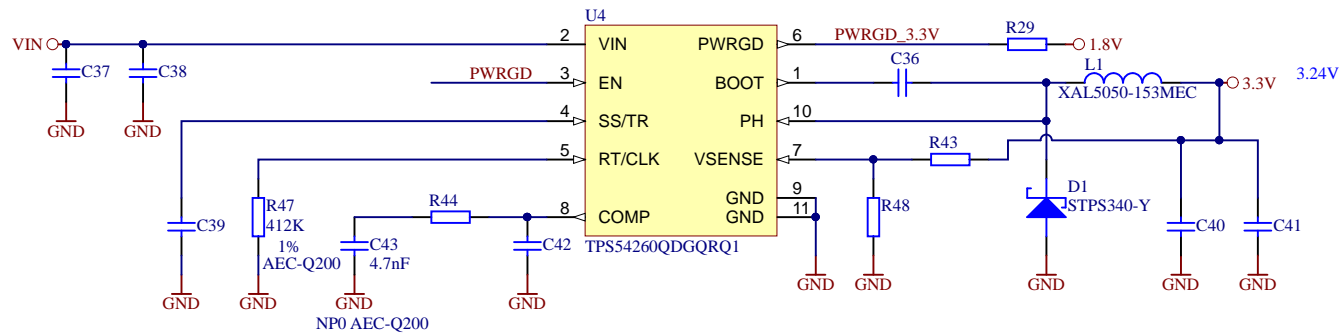 U4
VIN
2
VIN
PWRGD
6
PWRGD_3.3V
R29
1.8V
C37
C38
PWRGD
3
EN
BOOT
1
C36
L1
XAL5050-153MEC
3.3V
3.24V
GND
GND
4
SS/TR
PH
10
5
RT/CLK
VSENSE
7
R43
GND
9
D1
STPS340-Y
C39
R47
412K
1%
AEC-Q200
R44
8
COMP
GND
11
R48
C40
C41
C43
4.7nF
C42
TPS54260QDGQRQ1
GND
GND
GND
GND
GND
GND
GND
GND
GND
NP0 AEC-Q200